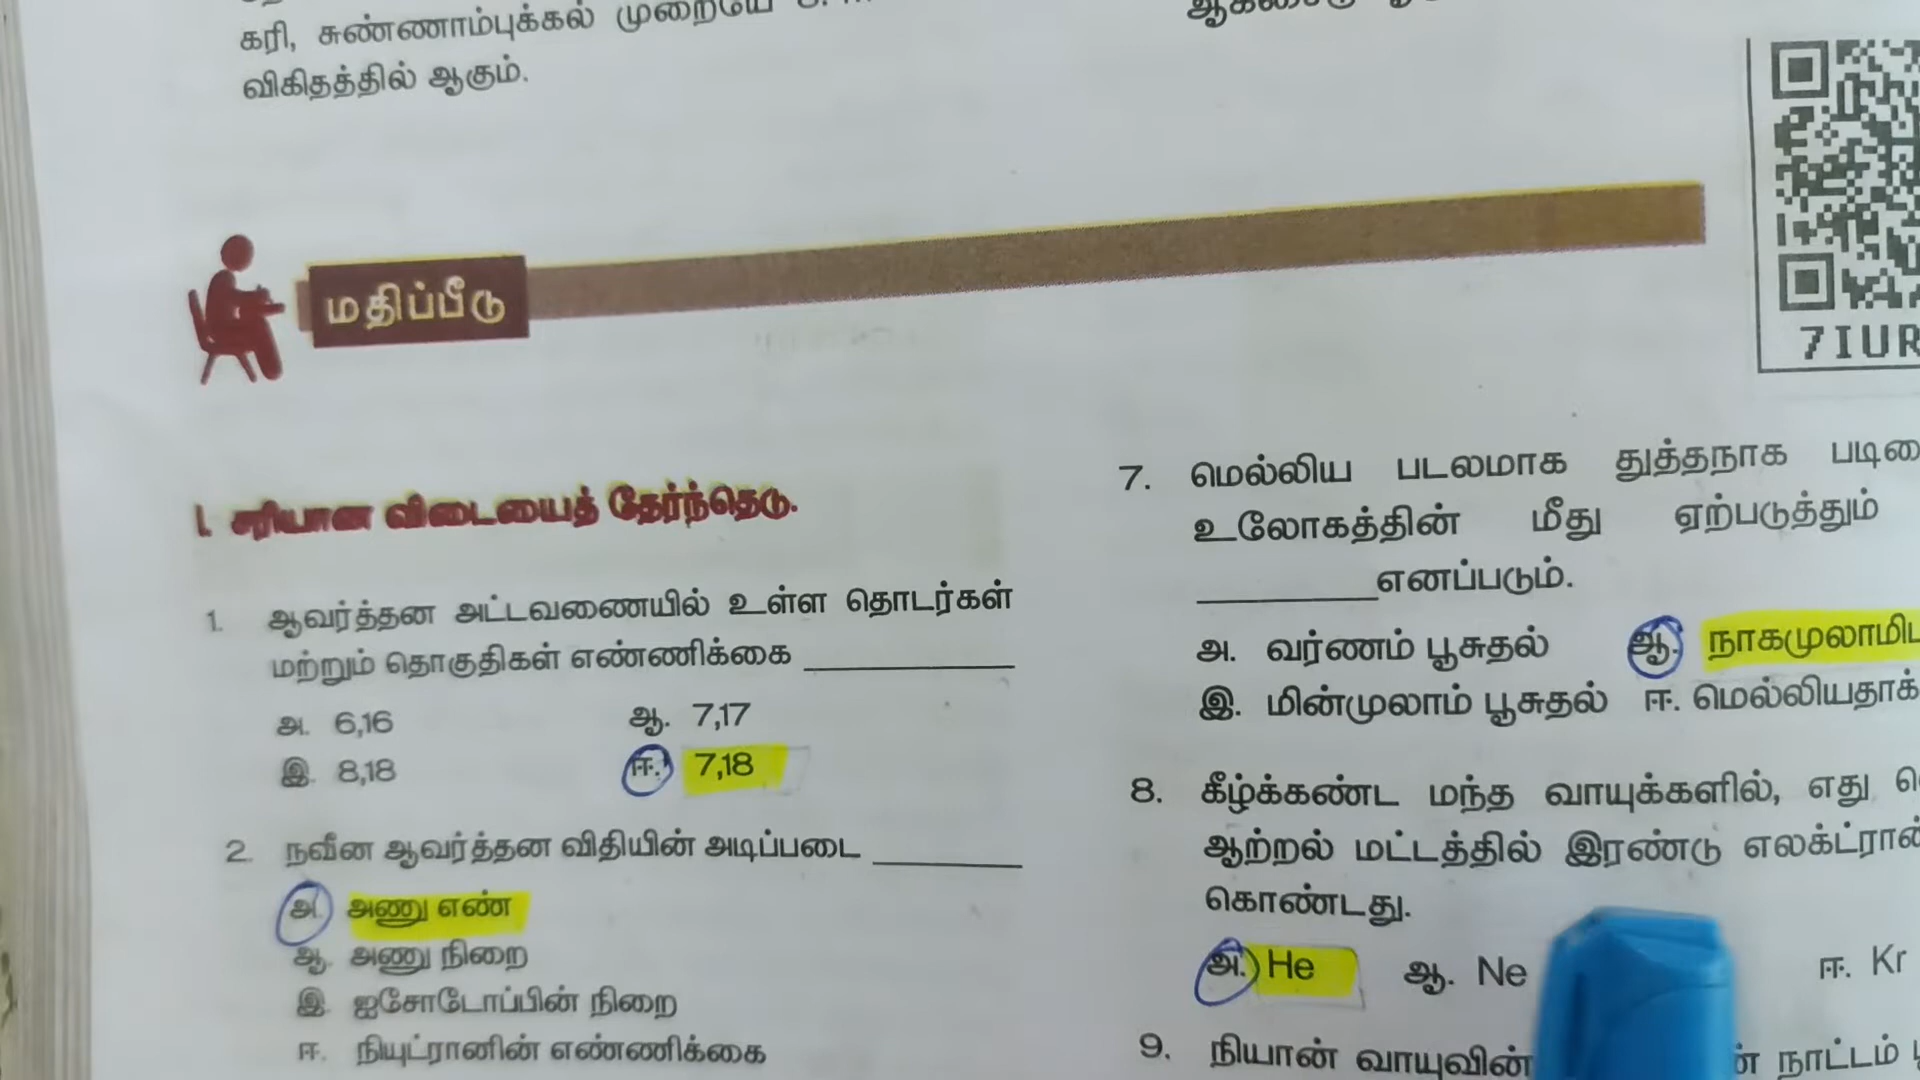 கரி, சுண்ணாம்புக்கல் முறையே
விகிதத்தில் ஆகும்.
7IUR
மதிப்பீடு
I. சரியான விடையைத் தேர்ந்தெடு.
1. ஆவர்த்தன அட்டவணையில் உள்ள தொடர்கள்
மற்றும் தொகுதிகள் எண்ணிக்கை ________
அ. 6,16 ஆ. 7,17
இ. 8,18 ஈ. 7,18
2. நவீன ஆவர்த்தன விதியின் அடிப்படை ________
அ. அணு எண்
ஆ. அணு நிறை
இ. ஐசோடோப்பின் நிறை
ஈ. நியுட்ரானின் எண்ணிக்கை
7. மெல்லிய படலமாக துத்தநாக
உலோகத்தின் மீது ஏற்படுத்தும்
________ எனப்படும்.
அ. வர்ணம் பூசுதல் ஆ.
இ. மின்முலாம் பூசுதல் ஈ.
8. கீழ்க்கண்ட மந்த வாயுக்களில், எது
ஆற்றல் மட்டத்தில் இரண்டு
கொண்டது.
அ. He ஆ. Ne ஈ. Kr
9. நியான் வாயுவின் நாட்டம்